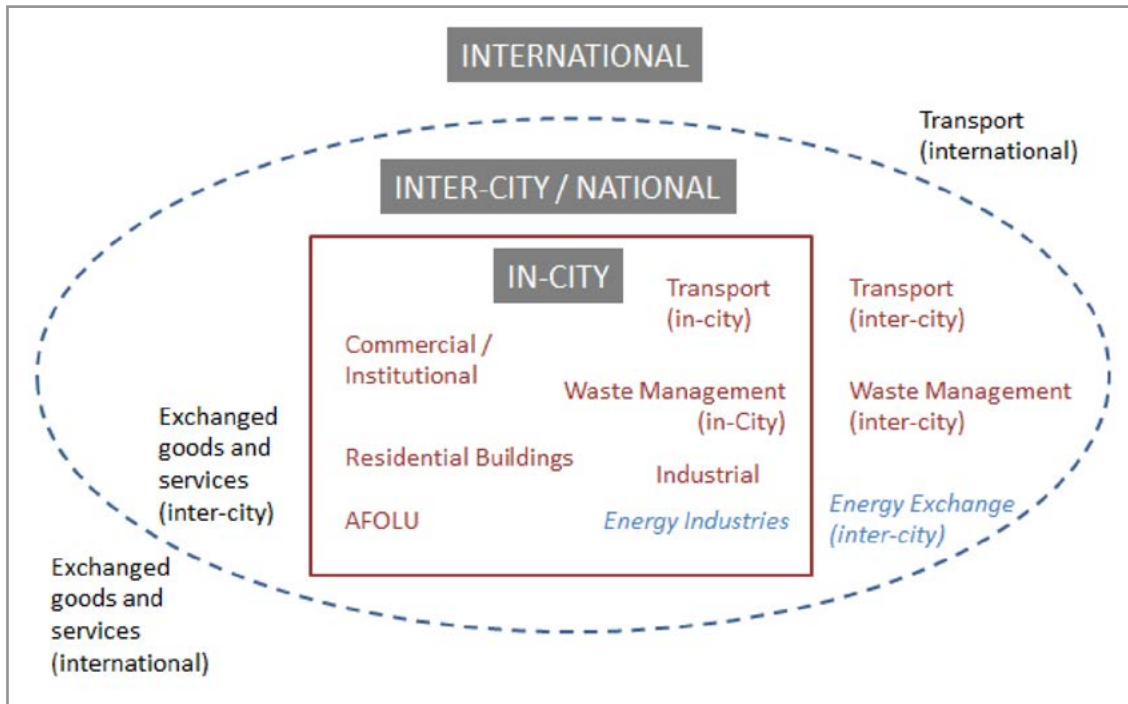 INTERNATIONAL
Transport
(international)
INTER-CITY / NATIONAL
IN-CITY
Transport
(in-city)
Transport
(inter-city)
Commercial /
Institutional
Waste Management
(in-City)
Waste Management
(inter-city)
Exchanged
goods and
services
(inter-city)
Residential Buildings
Industrial
AFOLU
Energy Industries
Energy Exchange
(inter-city)
Exchanged
goods and
services
(international)